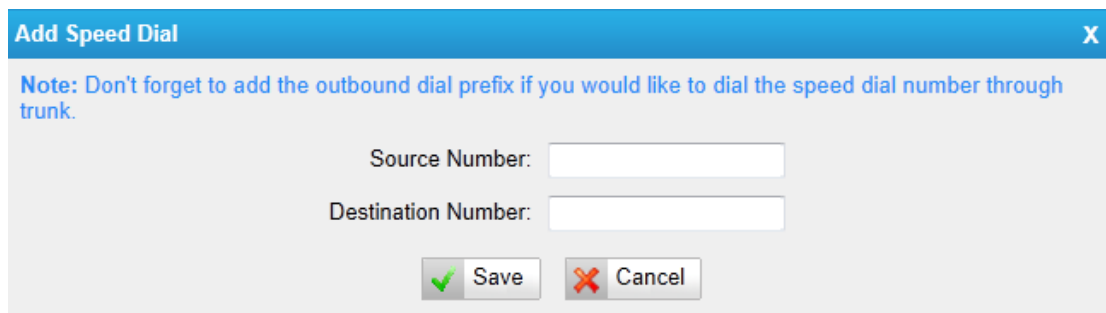 Add Speed Dial X
Note: Don't forget to add the outbound dial prefix if you would like to dial the speed dial number through
trunk.
Source Number:
Destination Number:
Save Cancel